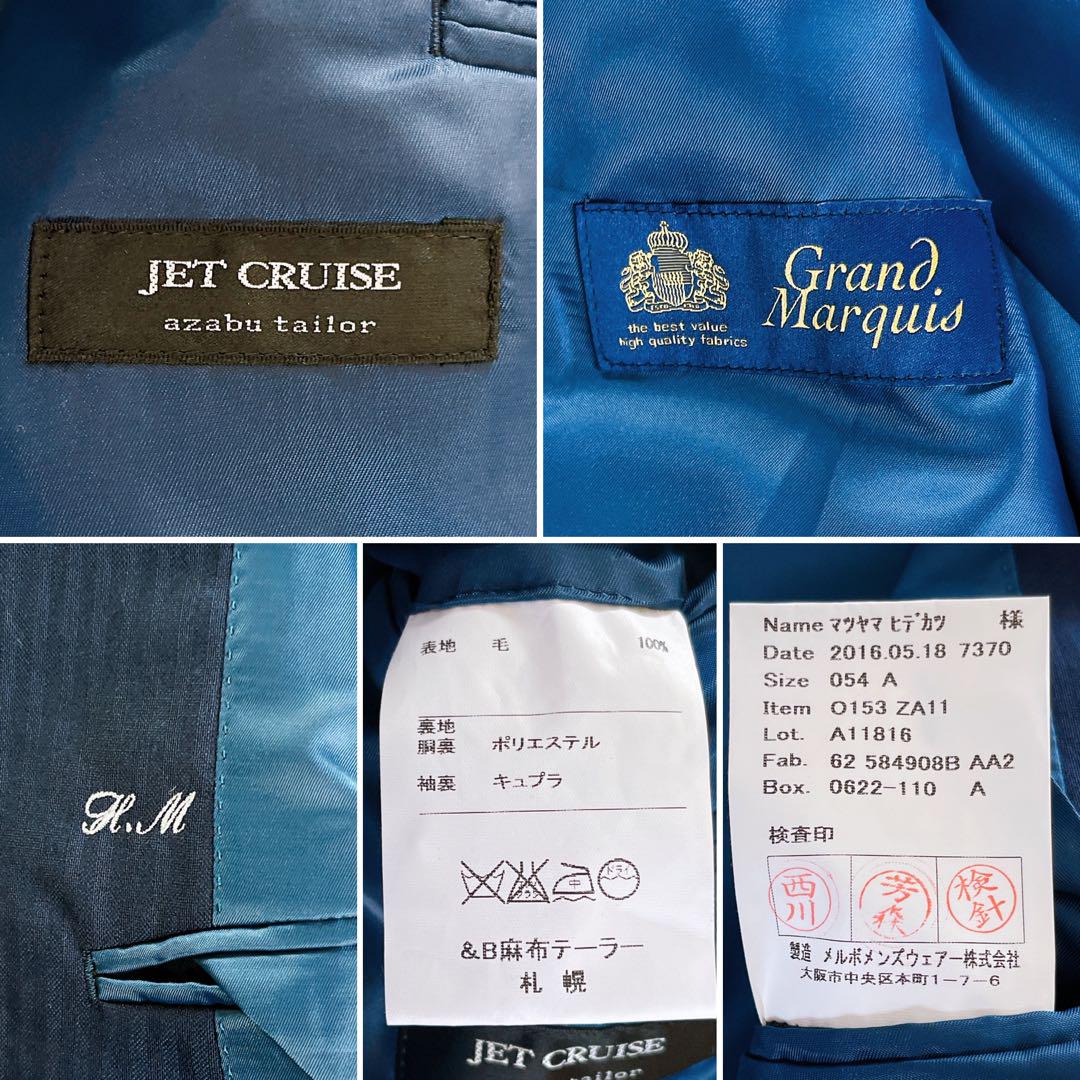 JET CRUISE
azabu tailor
the best value
high quality fabrics
Grand
Marquis
H.M
表地 毛 100%
裏地
胴裏 ポリエステル
袖裏 キュプラ
中
ドライ
&B麻布テーラー
札幌
JET CRUISE
tailor
Name マツヤマ ヒデカツ 様
Date 2016.05.18 7370
Size 054 A
Item O153 ZA11
Lot. A11816
Fab. 62 584908B AA2
Box. 0622-110 A
検査印
西川
検針
製造 メルボメンズウェアー株式会社
大阪市中央区本町1-7-6